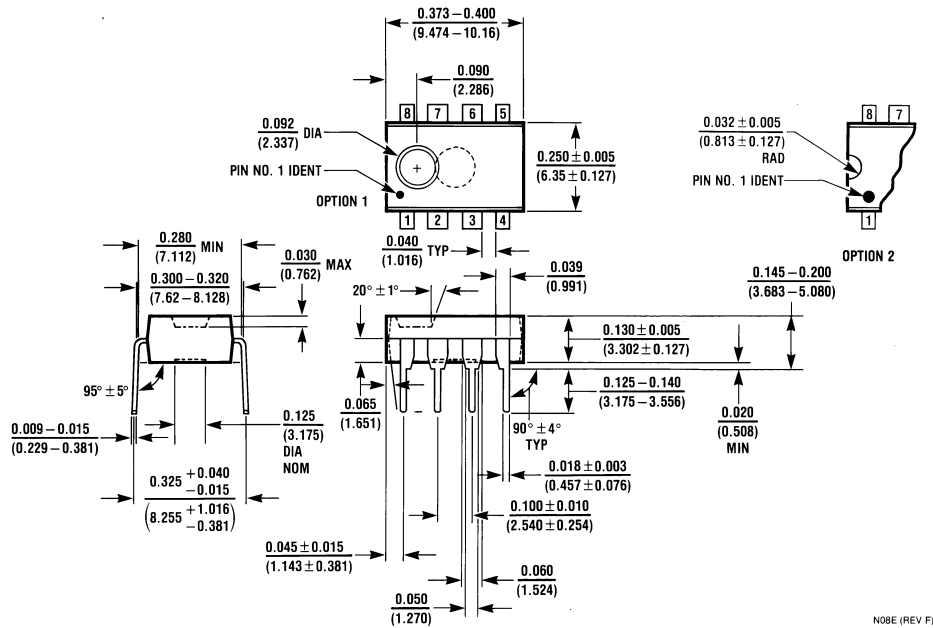 0.373 – 0.400
(9.474 – 10.16)
0.090
(2.286)
8 7 6 5
0.092 DIA
(2.337)
PIN NO. 1 IDENT
OPTION 1
1 2 3 4
0.250 ± 0.005
(6.35 ± 0.127)
8 7
0.032 ± 0.005
(0.813 ± 0.127)
RAD
PIN NO. 1 IDENT
1
OPTION 2
0.280 MIN
(7.112)
0.300 – 0.320
(7.62 – 8.128)
0.030 MAX
(0.762)
0.040 TYP
(1.016)
20° ± 1°
0.039
(0.991)
0.145 – 0.200
(3.683 – 5.080)
0.130 ± 0.005
(3.302 ± 0.127)
0.125 – 0.140
(3.175 – 3.556)
0.020
(0.508)
MIN
95° ± 5°
0.009 – 0.015
(0.229 – 0.381)
0.125
(3.175)
DIA
NOM
0.065
(1.651)
90° ± 4°
TYP
0.018 ± 0.003
(0.457 ± 0.076)
0.325 +0.040
–0.015
(8.255 +1.016
–0.381)
0.100 ± 0.010
(2.540 ± 0.254)
0.045 ± 0.015
(1.143 ± 0.381)
0.060
(1.524)
0.050
(1.270)
N08E (REV F)